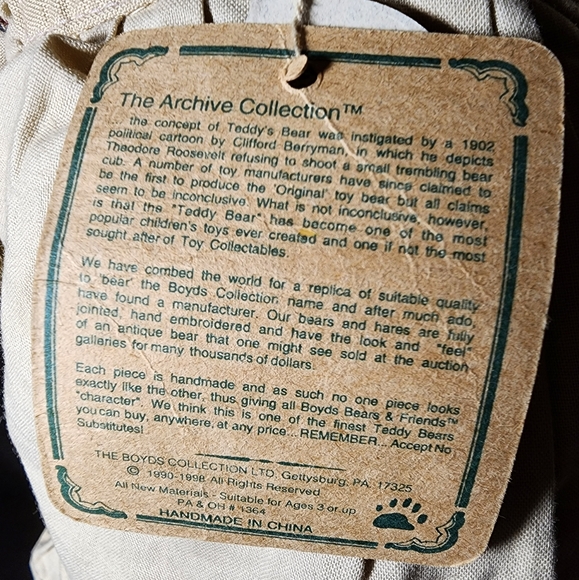 The Archive Collection™
... the concept of Teddy's Bear was instigated by a 1902
political cartoon by Clifford Berryman in which he depicts
Theodore Roosevelt refusing to shoot a small trembling bear
cub. A number of toy manufacturers have since claimed to
be the first to produce the 'Original' toy bear but all claims
seem to be inconclusive. What is not inconclusive, however,
is that the "Teddy Bear" has become one of the most
popular children's toys ever created and one if not the most
sought after of Toy Collectables.
We have combed the world for a replica of suitable quality
to 'bear' the Boyds Collection name and after much ado,
have found a manufacturer. Our bears and hares are fully
jointed, hand embroidered and have the look and "feel"
of an antique bear that one might see sold at the auction
galleries for many thousands of dollars.
Each piece is handmade and as such no one piece looks
exactly like the other, thus giving all Boyds Bears & Friends™
"character". We think this is one of the finest Teddy Bears
you can buy, anywhere, at any price...REMEMBER...Accept No
Substitutes!
THE BOYDS COLLECTION LTD. Gettysburg, PA. 17325
© 1990-1998 All Rights Reserved
All New Materials - Suitable for Ages 3 or up
PA & OH # 1364
HANDMADE IN CHINA